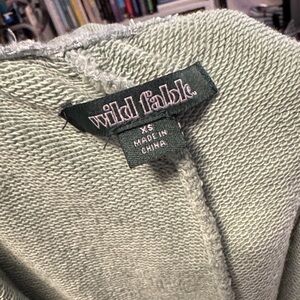 wild fable.
XS
MADE IN
CHINA